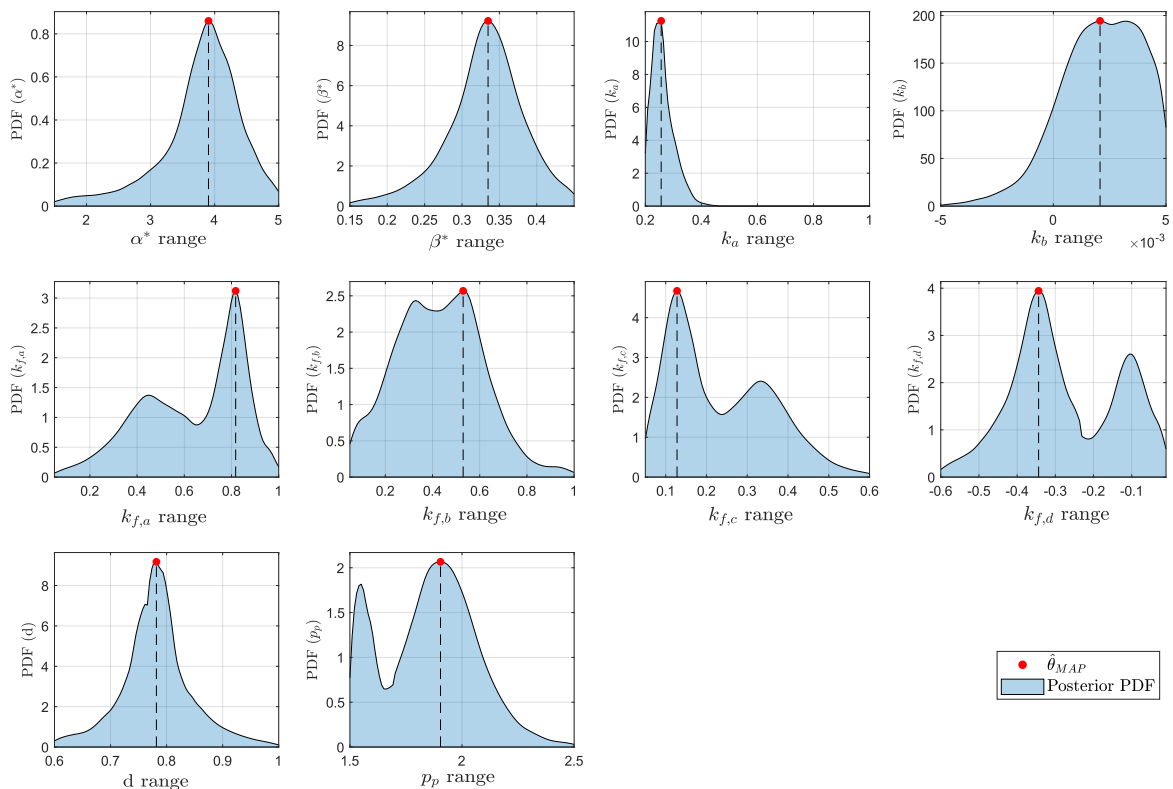 PDF (α*)
0.8
0.6
0.4
0.2
0
2 3 4 5
α* range
PDF (β*)
8
6
4
2
0
0.15 0.2 0.25 0.3 0.35 0.4
β* range
PDF (k_a)
10
8
6
4
2
0
0.2 0.4 0.6 0.8 1
k_a range
PDF (k_b)
200
150
100
50
0
-5 0 5
×10⁻³
k_b range
PDF (k_{f,a})
3
2.5
2
1.5
1
0.5
0
0.2 0.4 0.6 0.8 1
k_{f,a} range
PDF (k_{f,b})
2.5
2
1.5
1
0.5
0
0.2 0.4 0.6 0.8 1
k_{f,b} range
PDF (k_{f,c})
4
3
2
1
0
0.1 0.2 0.3 0.4 0.5 0.6
k_{f,c} range
PDF (k_{f,d})
4
3
2
1
0
-0.6 -0.5 -0.4 -0.3 -0.2 -0.1
k_{f,d} range
PDF (d)
8
6
4
2
0
0.6 0.7 0.8 0.9 1
d range
PDF (p_p)
2
1.5
1
0.5
0
1.5 2 2.5
p_p range
θ̂_{MAP}
Posterior PDF